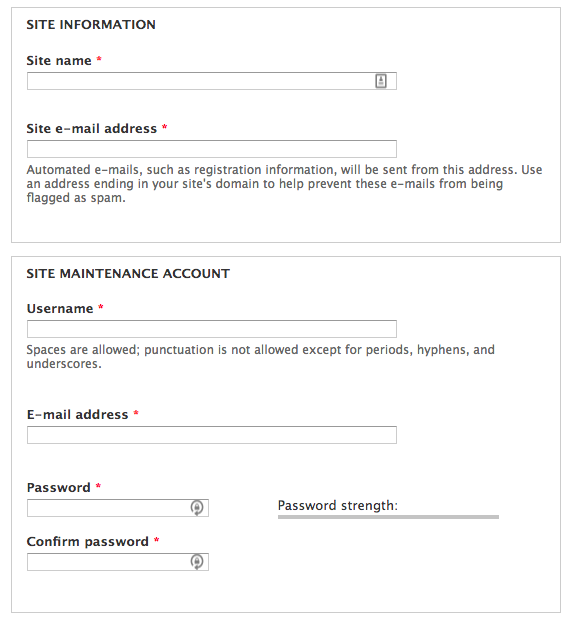 SITE INFORMATION
Site name *
Site e-mail address *
Automated e-mails, such as registration information, will be sent from this address. Use
an address ending in your site's domain to help prevent these e-mails from being
flagged as spam.
SITE MAINTENANCE ACCOUNT
Username *
Spaces are allowed; punctuation is not allowed except for periods, hyphens, and
underscores.
E-mail address *
Password *
Password strength:
Confirm password *